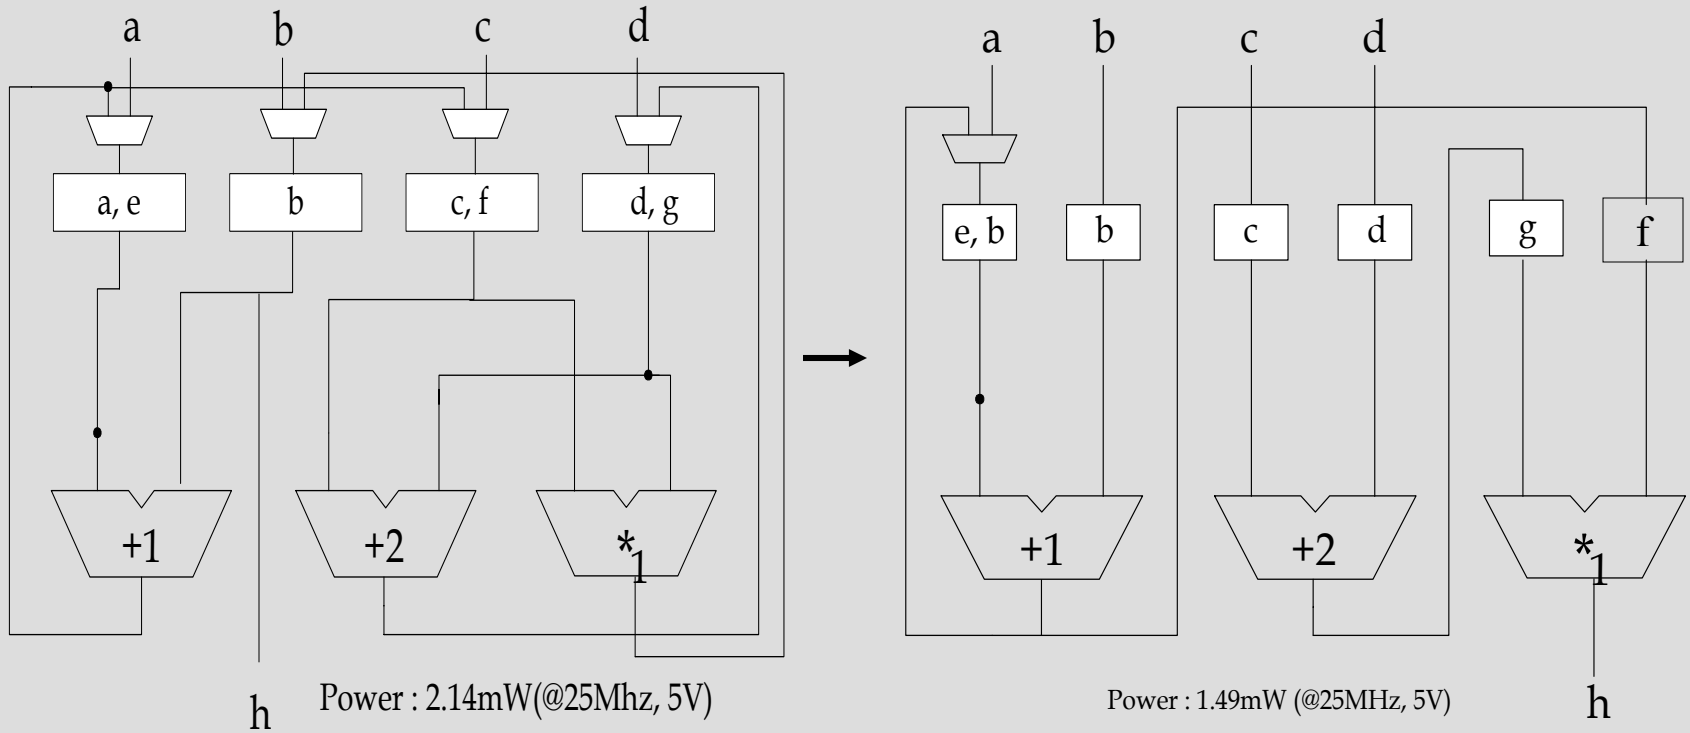 a b c d
a, e b c, f d, g
+1 +2 *1
h
Power : 2.14mW(@25Mhz, 5V)
a b c d
e, b b c d g f
+1 +2 *1
Power : 1.49mW (@25MHz, 5V)
h